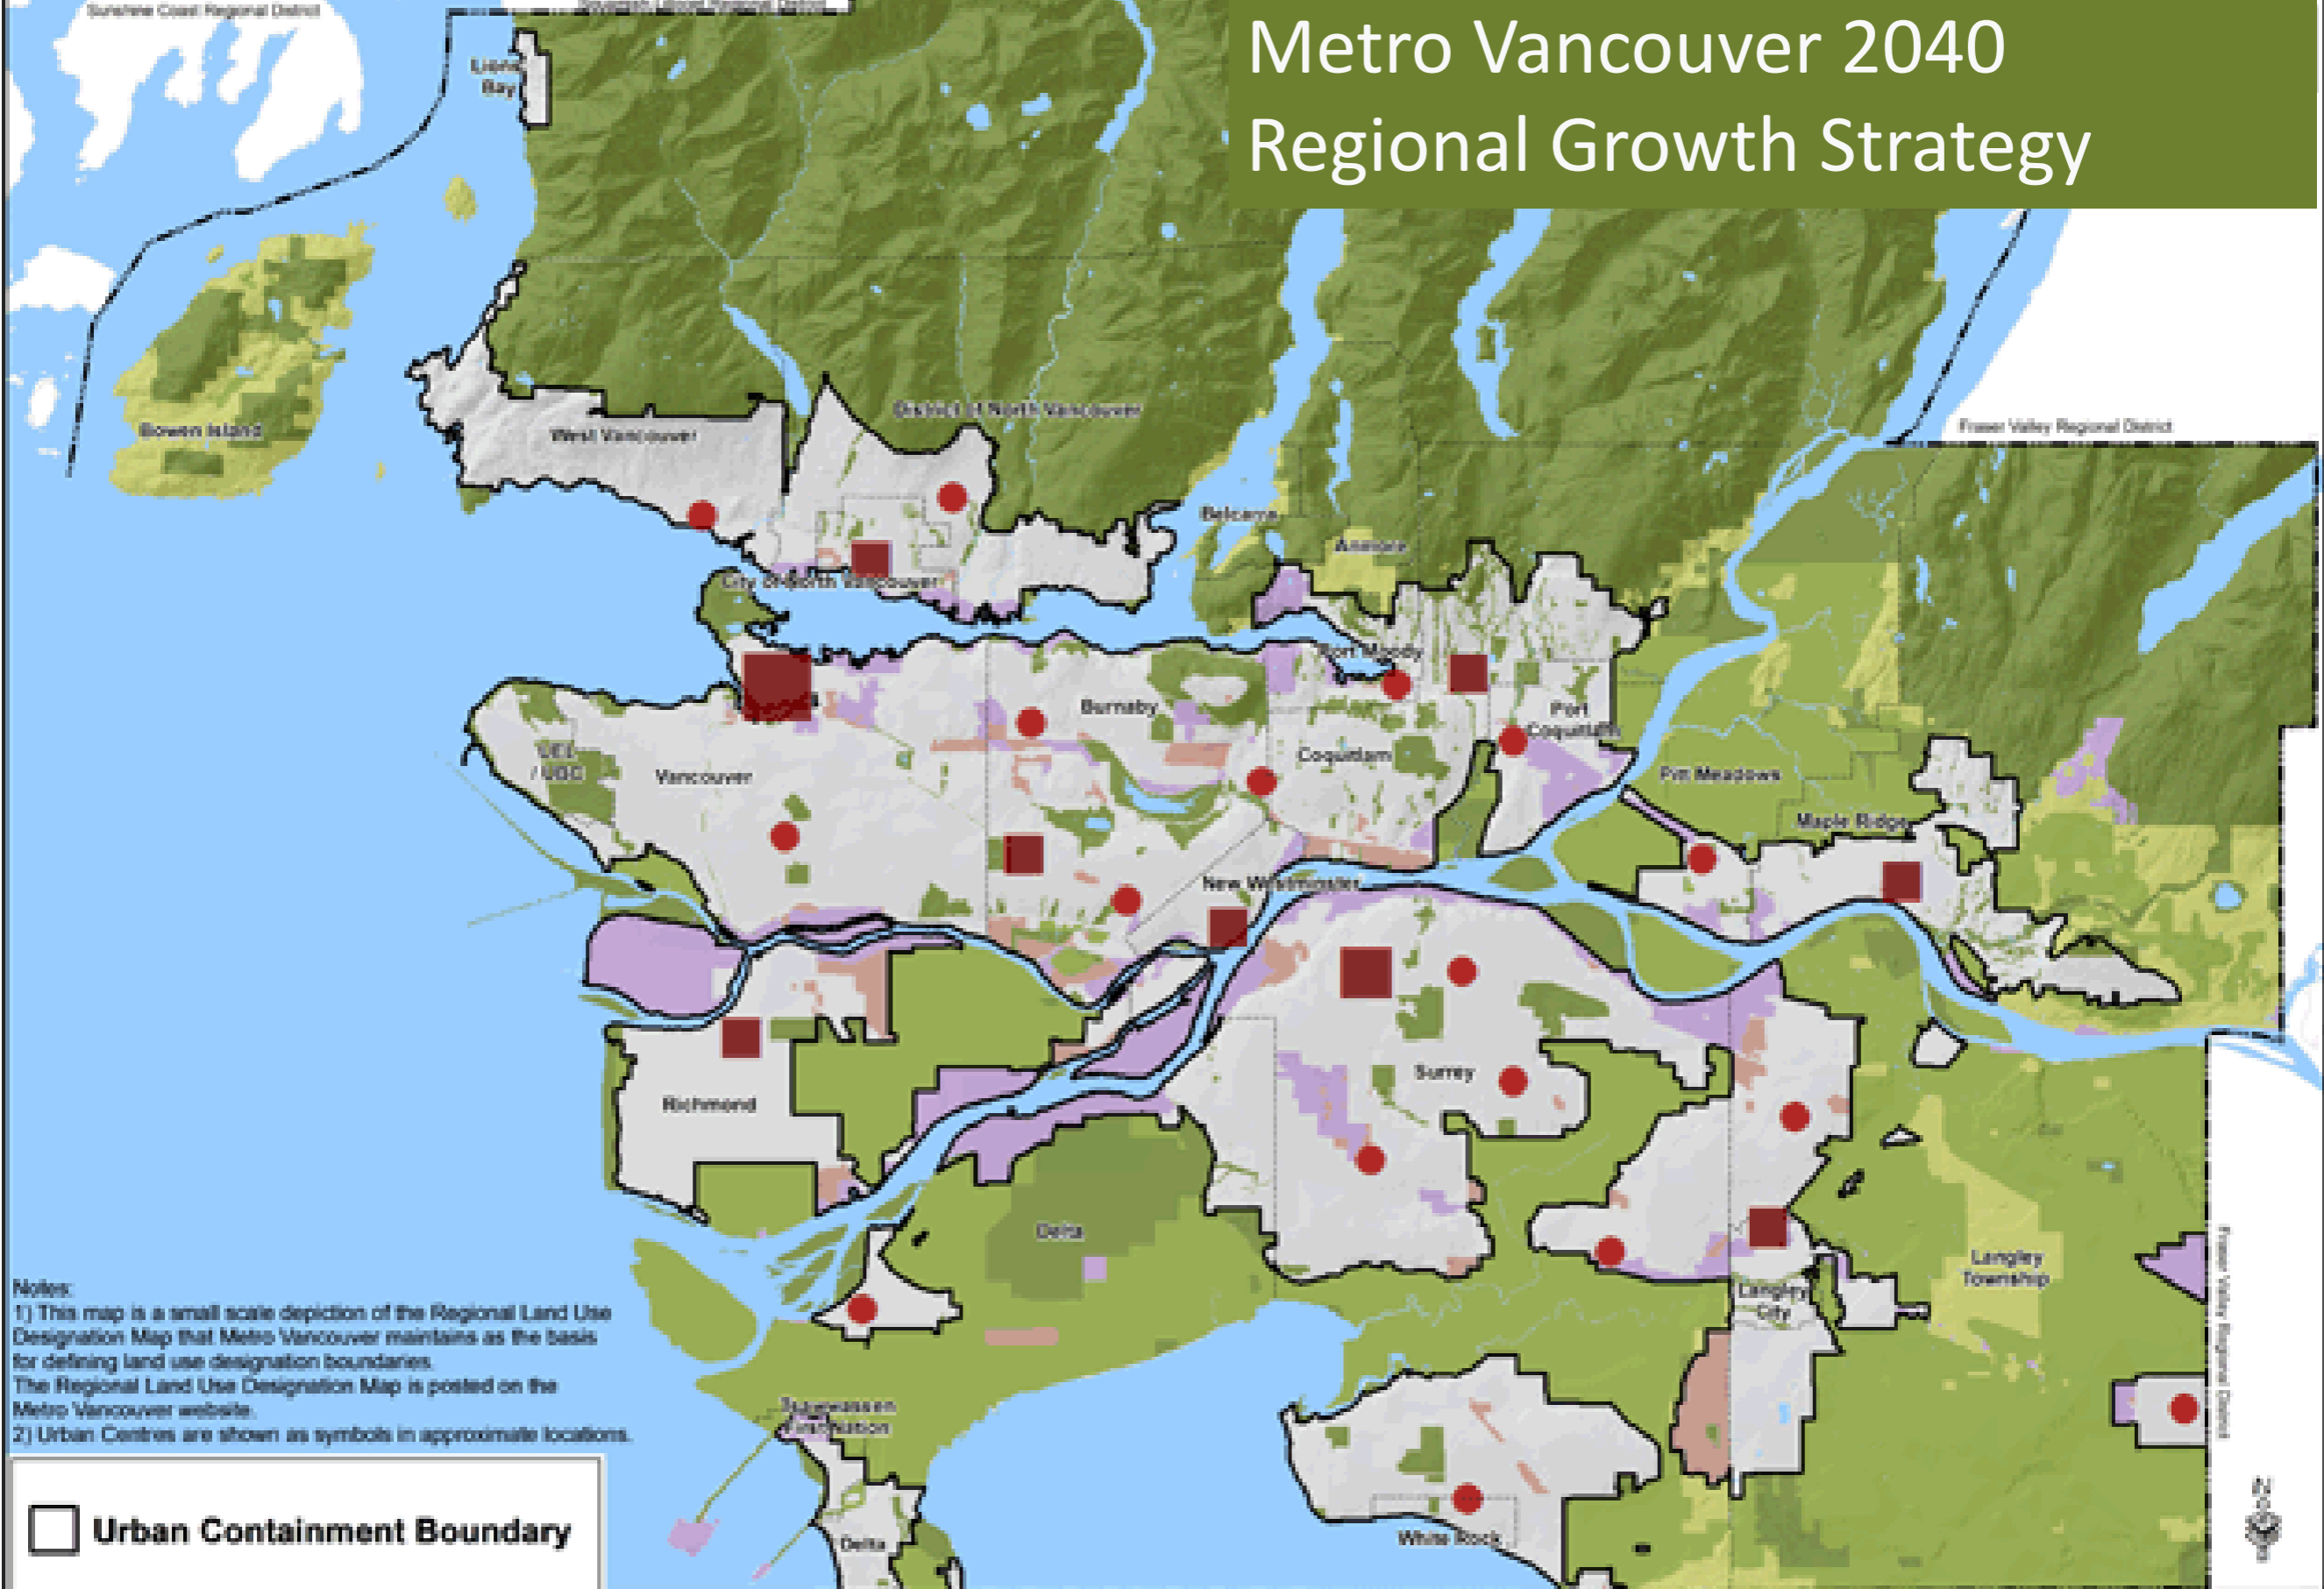 Sunshine Coast Regional District
Metro Vancouver 2040
Regional Growth Strategy
Lions
Bay
Fraser Valley Regional District
District of North Vancouver
Bowen Island
West Vancouver
Belcarra
Anmore
City of North Vancouver
Port Moody
Burnaby
Port
Coquitlam
UEL
/ UBC
Vancouver
Coquitlam
Pitt Meadows
Maple Ridge
New Westminster
Surrey
Richmond
Delta
Langley
Township
Langley
City
Fraser Valley Regional District
Notes:
1) This map is a small scale depiction of the Regional Land Use
Designation Map that Metro Vancouver maintains as the basis
for defining land use designation boundaries.
The Regional Land Use Designation Map is posted on the
Metro Vancouver website.
2) Urban Centres are shown as symbols in approximate locations.
Tsawwassen
First Nation
Urban Containment Boundary
Delta
White Rock